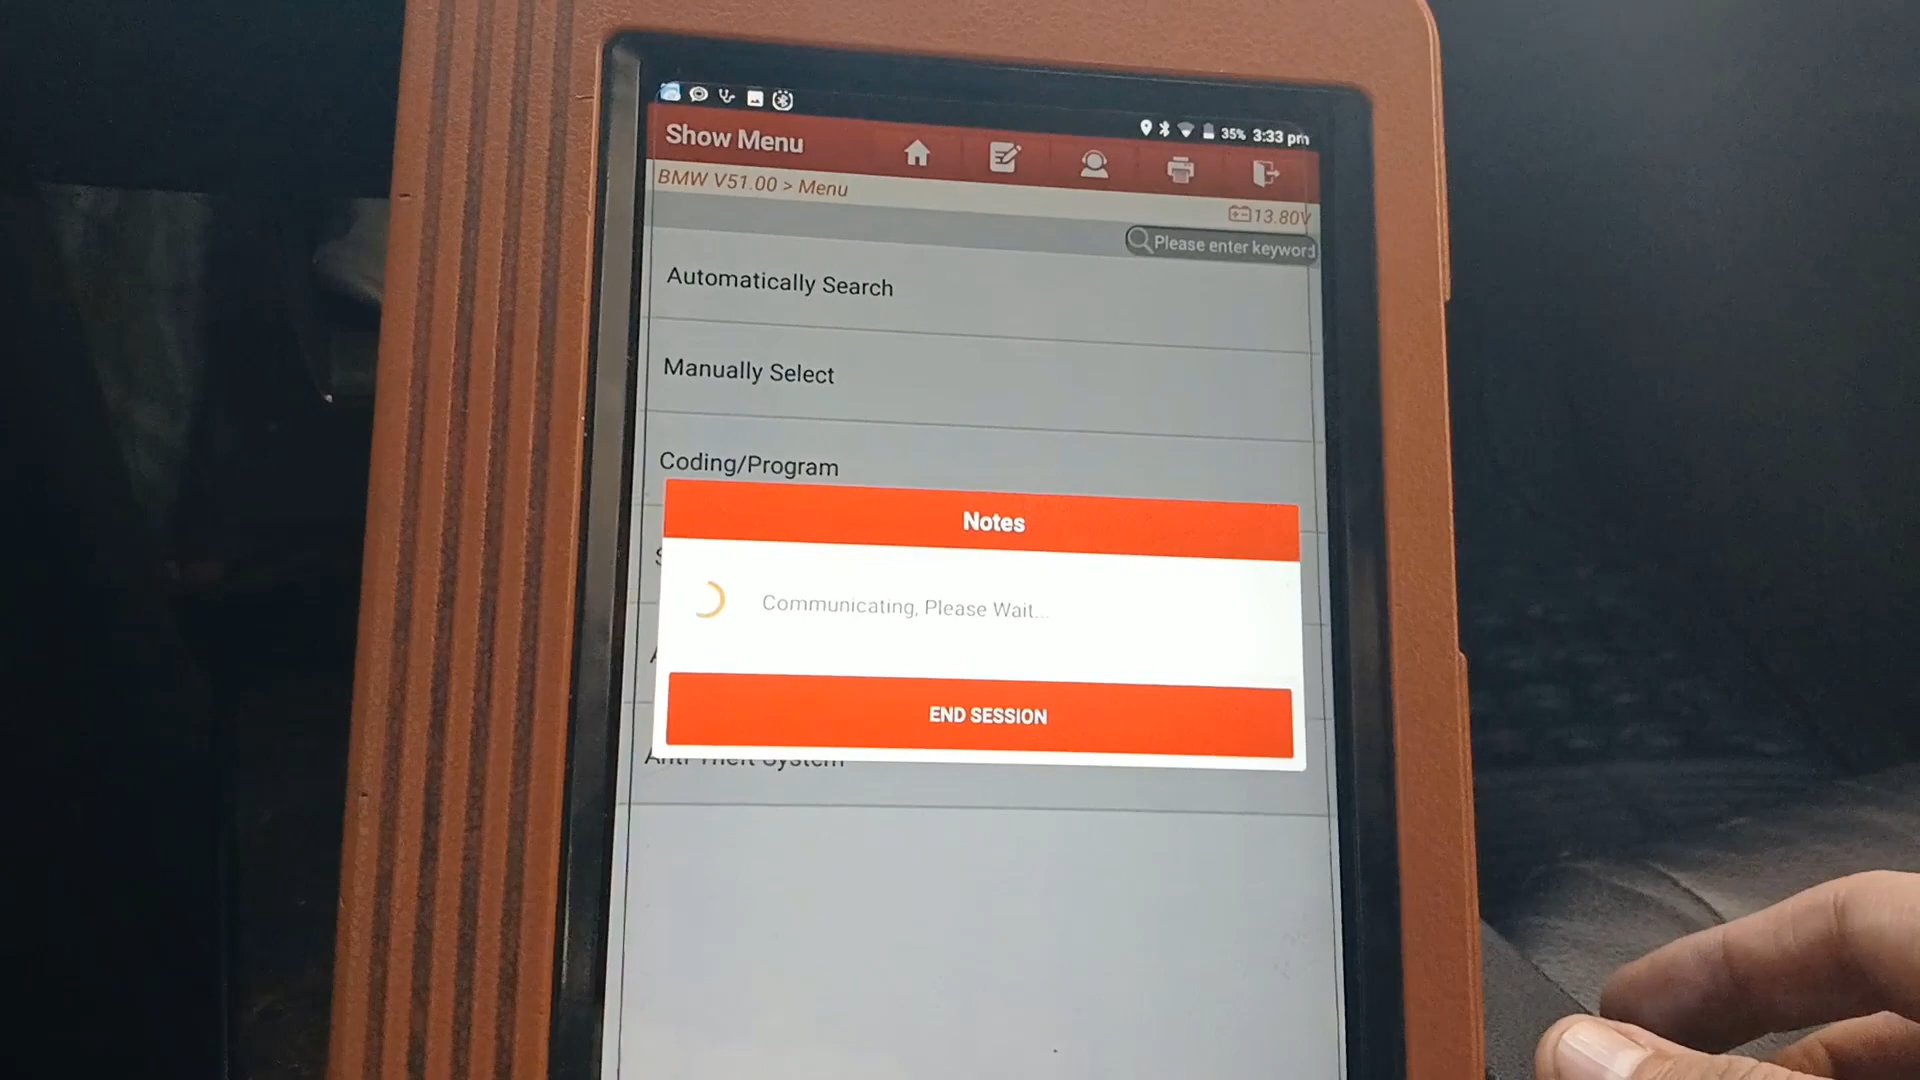 35% 3:33 pm
Show Menu
BMW V51.00 > Menu
13.80V
Please enter keyword
Automatically Search
Manually Select
Coding/Program
Notes
Communicating, Please Wait...
END SESSION
Anti-Theft System